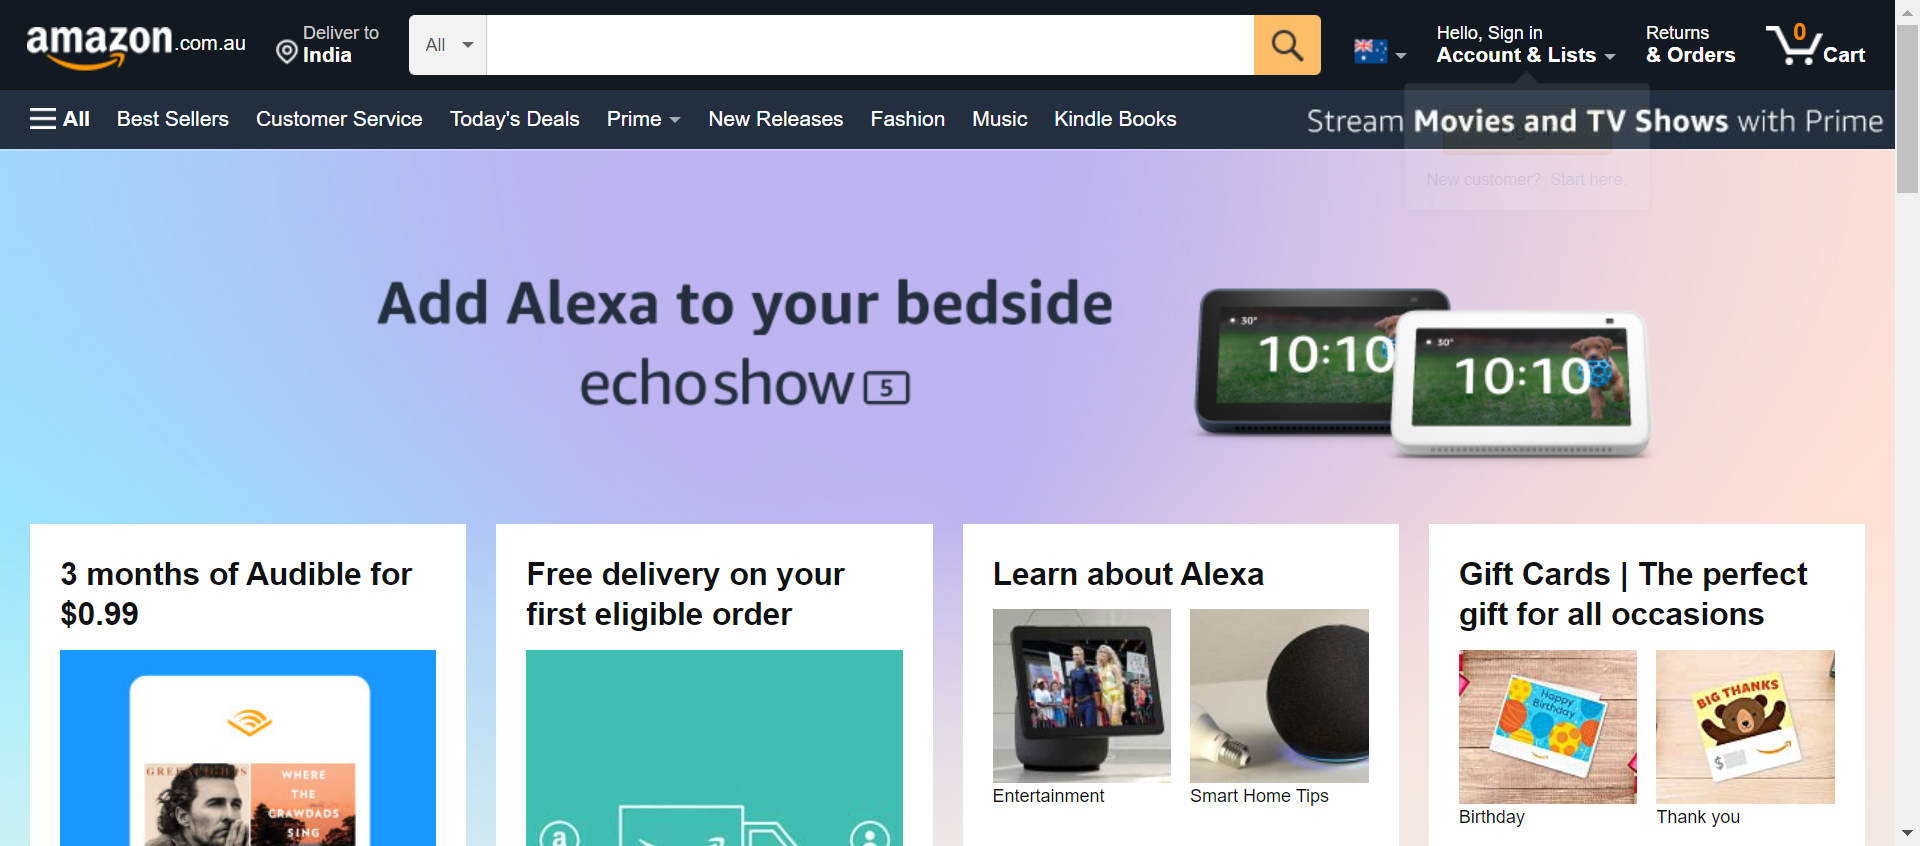 amazon.com.au
Deliver to
India
All
Hello, Sign in
Account & Lists
Returns
& Orders
0
Cart
All
Best Sellers
Customer Service
Today's Deals
Prime
New Releases
Fashion
Music
Kindle Books
Stream Movies and TV Shows with Prime
New customer? Start here.
Add Alexa to your bedside
echo show 5
30°
10:10
30°
10:10
3 months of Audible for
$0.99
GREENLIGHTS
WHERE
THE
CRAWDADS
SING
Free delivery on your
first eligible order
a
Learn about Alexa
Entertainment
Smart Home Tips
Gift Cards | The perfect
gift for all occasions
Happy
Birthday
Birthday
BIG THANKS
$
Thank you